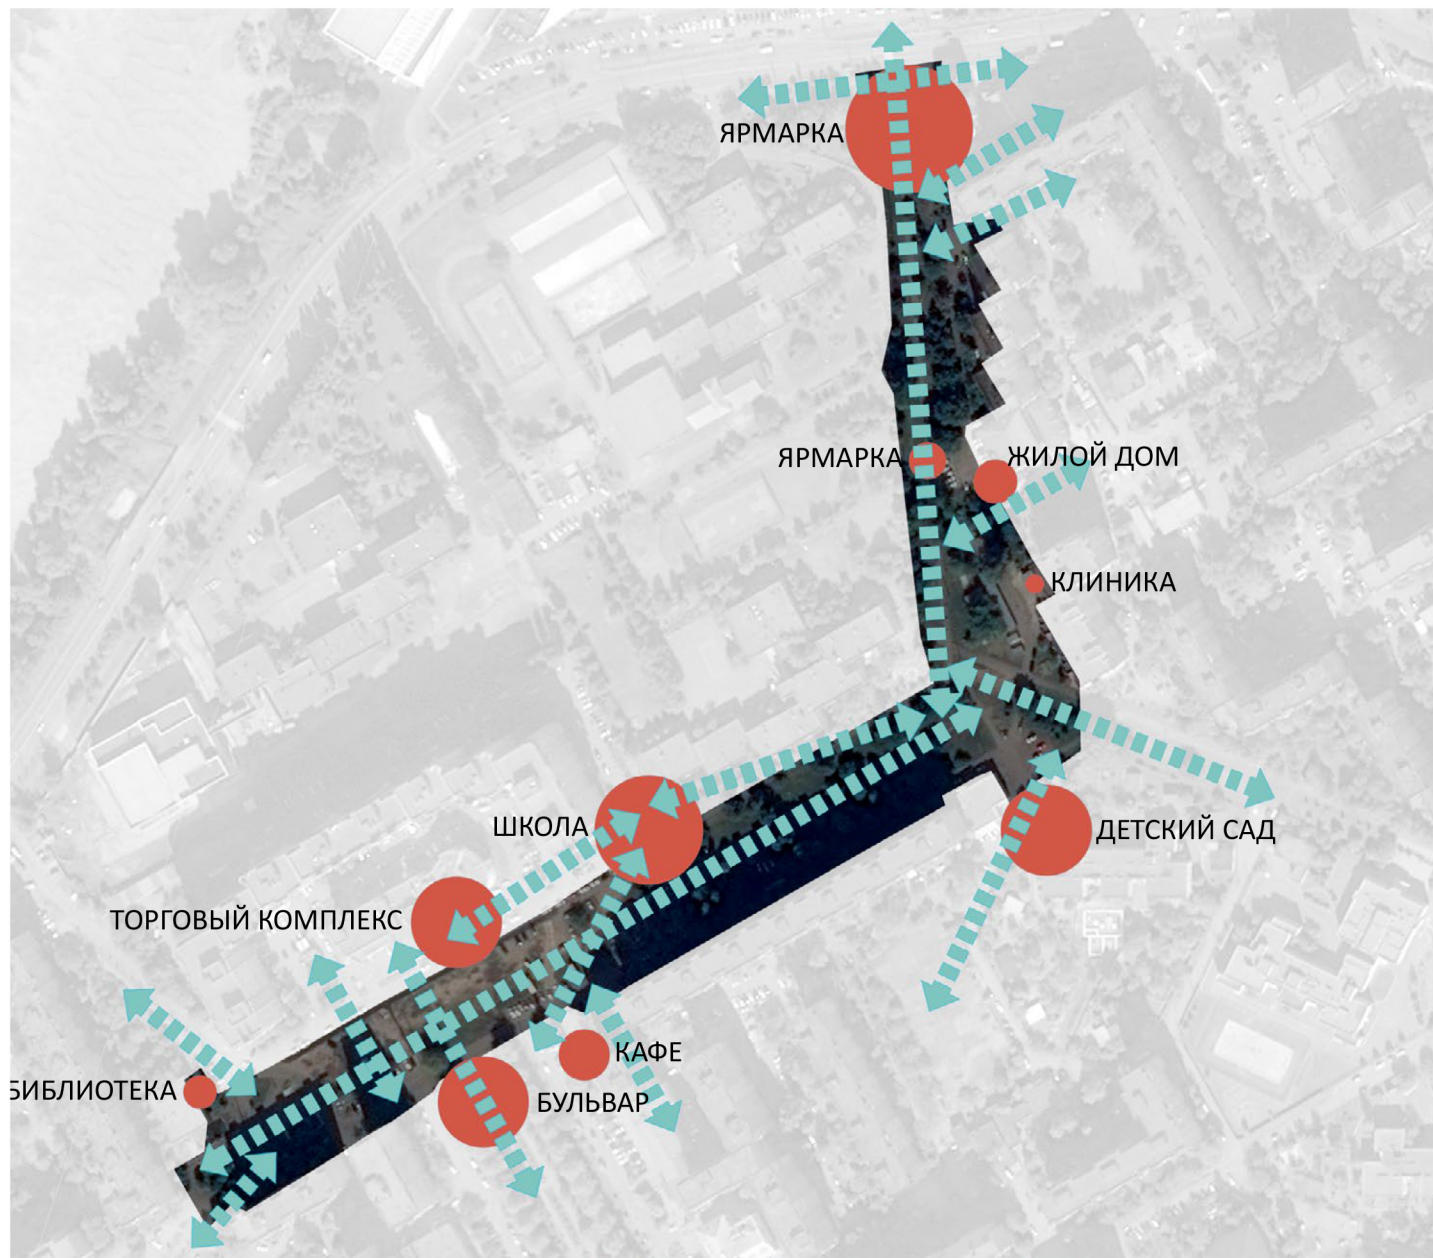 ЯРМАРКА
ЯРМАРКА
ЖИЛОЙ ДОМ
КЛИНИКА
ШКОЛА
ДЕТСКИЙ САД
ТОРГОВЫЙ КОМПЛЕКС
КАФЕ
БИБЛИОТЕКА
БУЛЬВАР